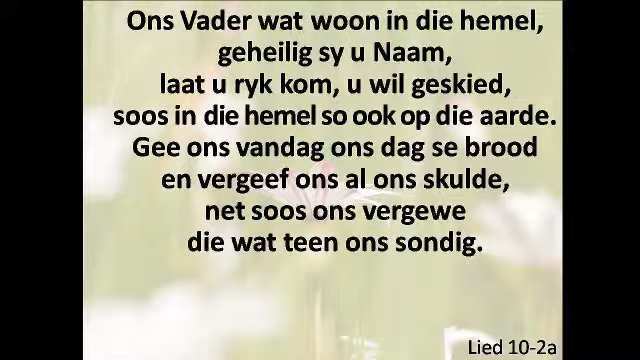 Ons Vader wat woon in die hemel,
geheilig sy u Naam,
laat u ryk kom, u wil geskied,
soos in die hemel so ook op die aarde.
Gee ons vandag ons dag se brood
en vergeef ons al ons skulde,
net soos ons vergewe
die wat teen ons sondig.
Lied 10-2a